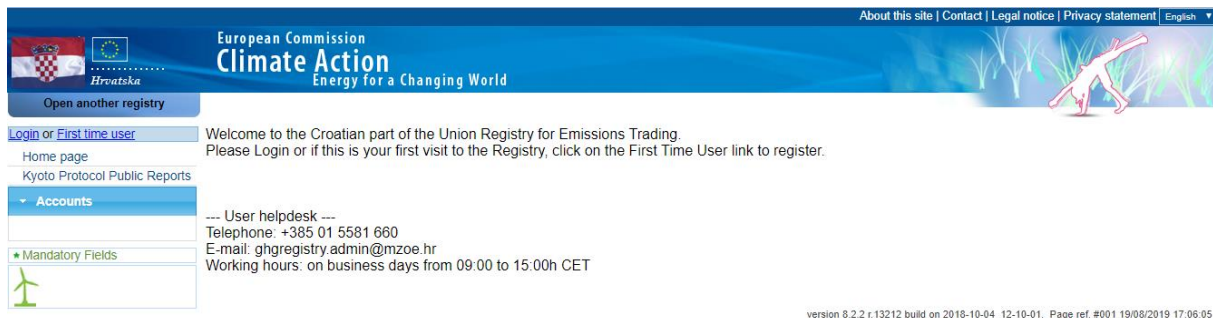 About this site | Contact | Legal notice | Privacy statement English
European Commission
Climate Action
Energy for a Changing World
Hrvatska
Open another registry
Login or First time user
Home page
Kyoto Protocol Public Reports
Accounts
Mandatory Fields
Welcome to the Croatian part of the Union Registry for Emissions Trading.
Please Login or if this is your first visit to the Registry, click on the First Time User link to register.
--- User helpdesk ---
Telephone: +385 01 5581 660
E-mail: ghgregistry.admin@mzoe.hr
Working hours: on business days from 09:00 to 15:00h CET
version 8.2.2 r.13212 build on 2018-10-04 12-10-01. Page ref. #001 19/08/2019 17:06:05